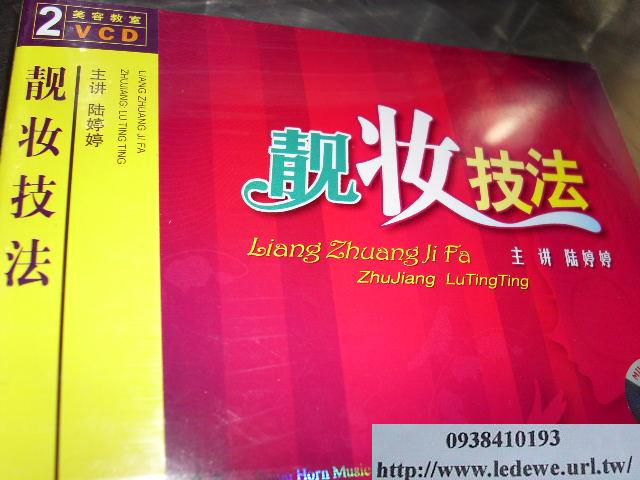 2
美容教室
VCD
靓妆技法
主讲 陆婷婷
LIANG ZHUANG JI FA
ZHUJIANG: LU TING TING
靓妆技法
Liang Zhuang Ji Fa
主讲 陆婷婷
ZhuJiang LuTingTing
Horn Music
0938410193
http://www.ledewe.url.tw/